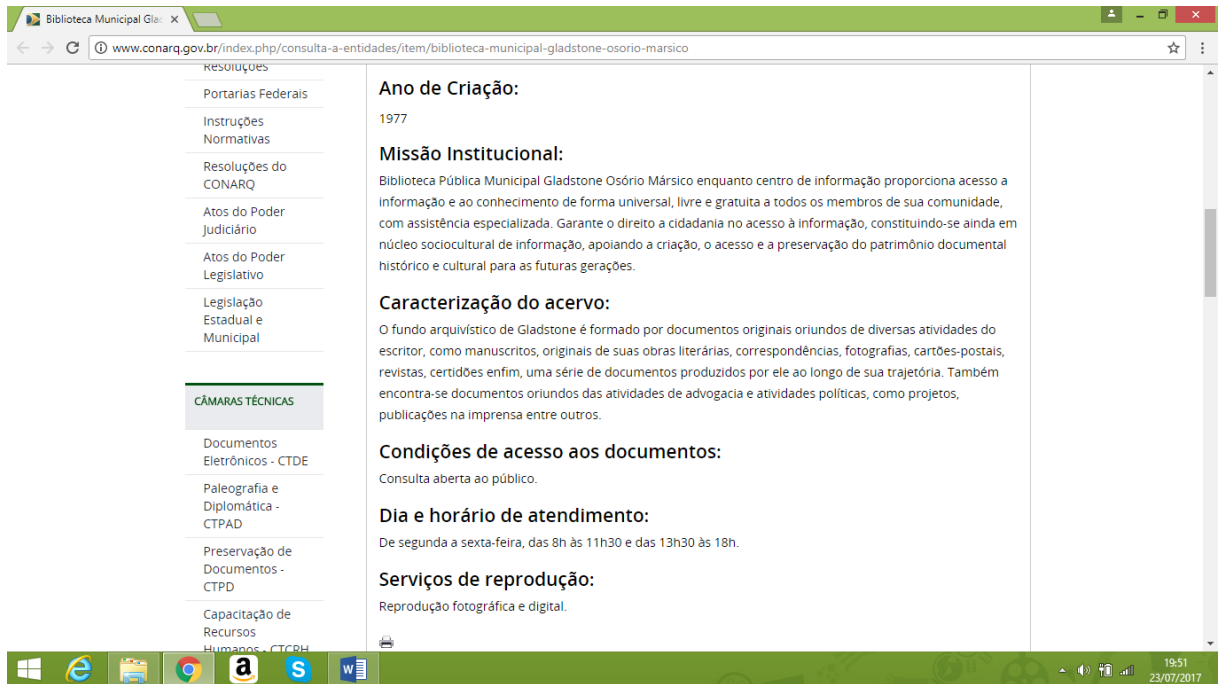 Biblioteca Municipal Glad
www.conarq.gov.br/index.php/consulta-a-entidades/item/biblioteca-municipal-gladstone-osorio-marsico
Resoluções
Portarias Federais
Instruções
Normativas
Resoluções do
CONARQ
Atos do Poder
Judiciário
Atos do Poder
Legislativo
Legislação
Estadual e
Municipal
CÂMARAS TÉCNICAS
Documentos
Eletrônicos - CTDE
Paleografia e
Diplomática -
CTPAD
Preservação de
Documentos -
CTPD
Capacitação de
Recursos
Humanos - CTCRH
Ano de Criação:
1977
Missão Institucional:
Biblioteca Pública Municipal Gladstone Osório Mársico enquanto centro de informação proporciona acesso a
informação e ao conhecimento de forma universal, livre e gratuita a todos os membros de sua comunidade,
com assistência especializada. Garante o direito a cidadania no acesso à informação, constituindo-se ainda em
núcleo sociocultural de informação, apoiando a criação, o acesso e a preservação do patrimônio documental
histórico e cultural para as futuras gerações.
Caracterização do acervo:
O fundo arquivístico de Gladstone é formado por documentos originais oriundos de diversas atividades do
escritor, como manuscritos, originais de suas obras literárias, correspondências, fotografias, cartões-postais,
revistas, certidões enfim, uma série de documentos produzidos por ele ao longo de sua trajetória. Também
encontra-se documentos oriundos das atividades de advogacia e atividades políticas, como projetos,
publicações na imprensa entre outros.
Condições de acesso aos documentos:
Consulta aberta ao público.
Dia e horário de atendimento:
De segunda a sexta-feira, das 8h às 11h30 e das 13h30 às 18h.
Serviços de reprodução:
Reprodução fotográfica e digital.
19:51
23/07/2017